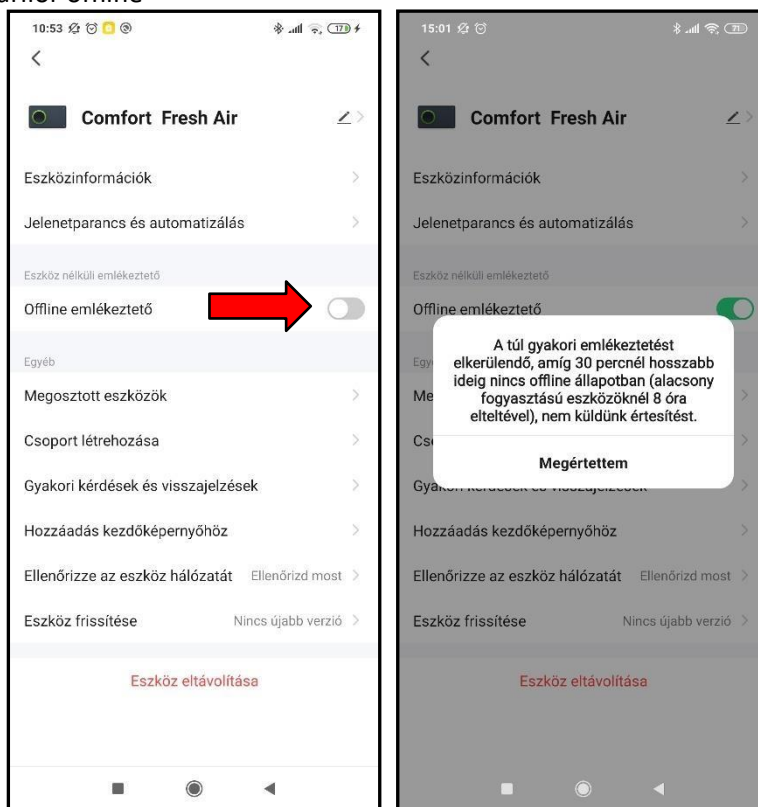 offline
10:53
17
Comfort Fresh Air
Eszközinformációk
Jelenetparancs és automatizálás
Eszköz nélküli emlékeztető
Offline emlékeztető
Egyéb
Megosztott eszközök
Csoport létrehozása
Gyakori kérdések és visszajelzések
Hozzáadás kezdőképernyőhöz
Ellenőrizze az eszköz hálózatát Ellenőrizd most
Eszköz frissítése Nincs újabb verzió
Eszköz eltávolítása
15:01
71
Comfort Fresh Air
Eszközinformációk
Jelenetparancs és automatizálás
Eszköz nélküli emlékeztető
Offline emlékeztető
A túl gyakori emlékeztetést
elkerülendő, amíg 30 percnél hosszabb
ideig nincs offline állapotban (alacsony
fogyasztású eszközöknél 8 óra
elteltével), nem küldünk értesítést.
Megértettem
Hozzáadás kezdőképernyőhöz
Ellenőrizze az eszköz hálózatát Ellenőrizd most
Eszköz frissítése Nincs újabb verzió
Eszköz eltávolítása